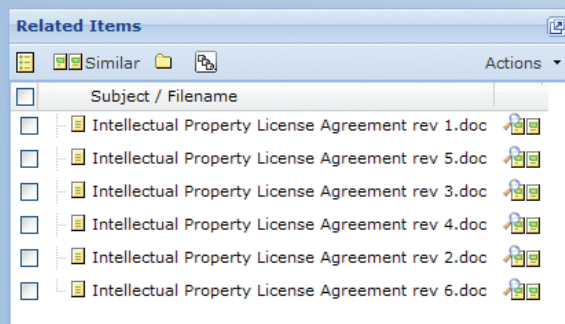 Related Items
Similar Actions
Subject / Filename
Intellectual Property License Agreement rev 1.doc
Intellectual Property License Agreement rev 5.doc
Intellectual Property License Agreement rev 3.doc
Intellectual Property License Agreement rev 4.doc
Intellectual Property License Agreement rev 2.doc
Intellectual Property License Agreement rev 6.doc